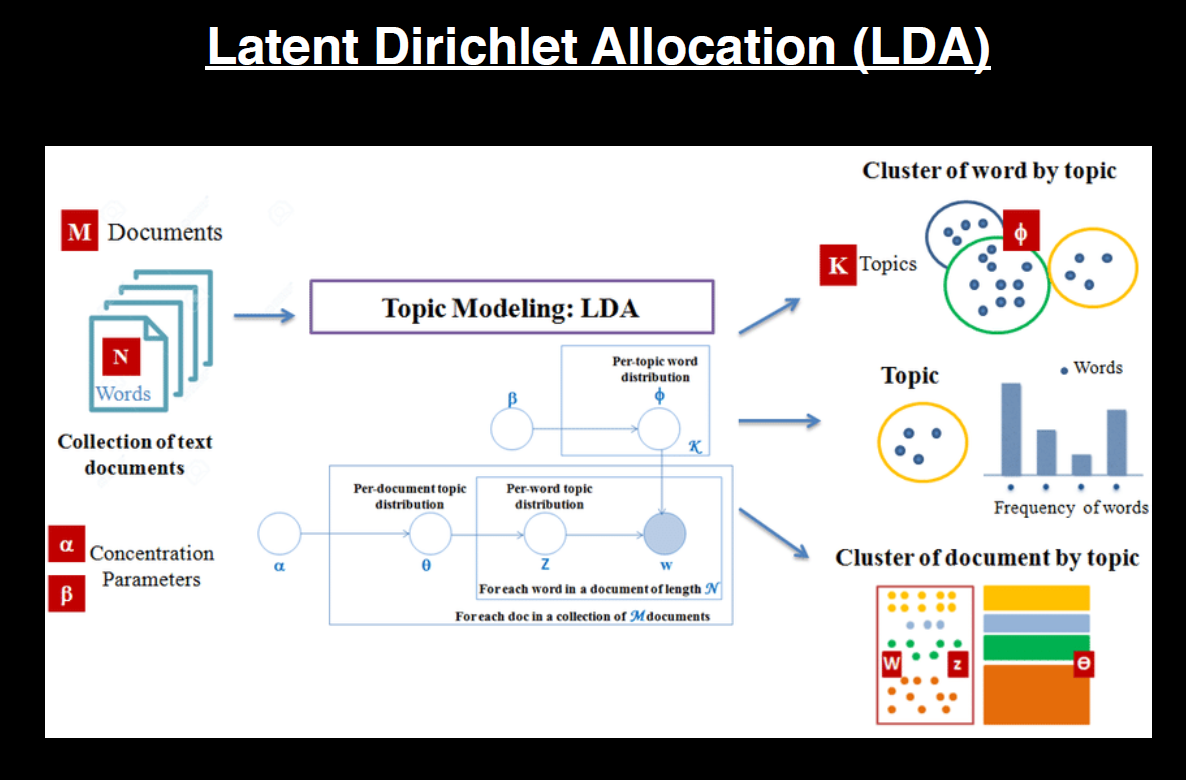 Latent Dirichlet Allocation (LDA)
M Documents
N
Words
Collection of text
documents
α
β
Concentration
Parameters
Topic Modeling: LDA
Per-topic word
distribution
β
ϕ
K
Per-document topic
distribution
Per-word topic
distribution
α
θ
Z
w
For each word in a document of length N
For each doc in a collection of M documents
Cluster of word by topic
K Topics
ϕ
Topic
Words
Frequency of words
Cluster of document by topic
W
z
Θ